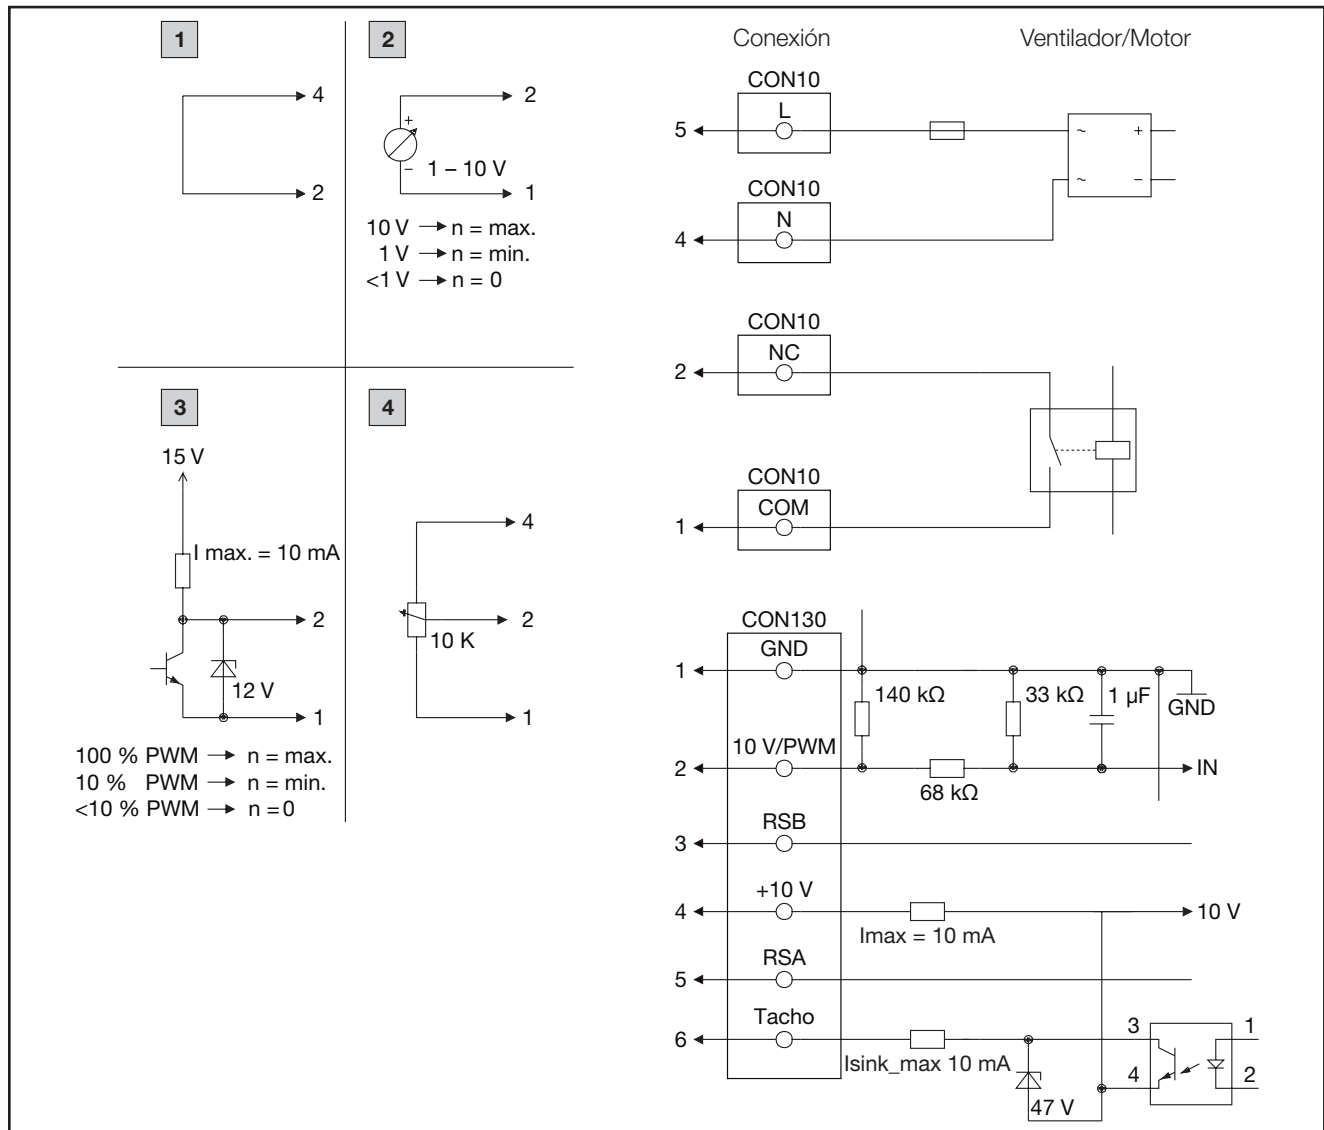 1
4
2
2
+
2
–
1 – 10 V
1
10 V → n = max.
1 V → n = min.
<1 V → n = 0
3
15 V
I max. = 10 mA
2
12 V
1
100 % PWM → n = max.
10 % PWM → n = min.
<10 % PWM → n = 0
4
4
2
10 K
1
Conexión
Ventilador/Motor
CON10
L
5
~ +
~ –
CON10
N
4
CON10
NC
2
CON10
COM
1
CON130
GND
1
140 kΩ
33 kΩ
1 µF
GND
10 V/PWM
2
68 kΩ
IN
RSB
3
+10 V
4
Imax = 10 mA
10 V
RSA
5
Tacho
6
Isink_max 10 mA
47 V
3
4
1
2